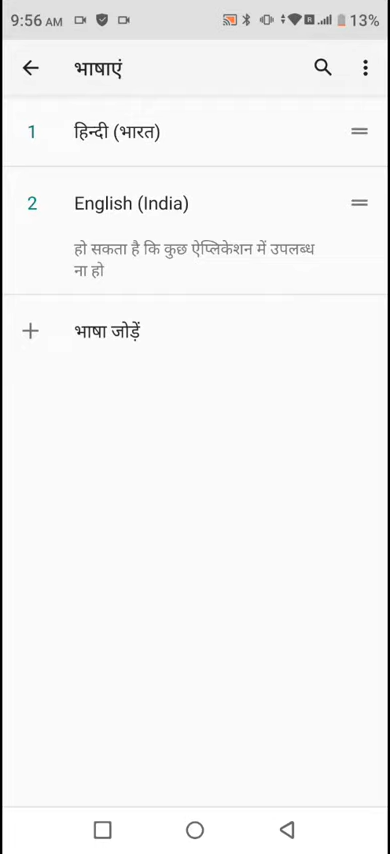 9:56 AM R 13%
भाषाएं
1 हिन्दी (भारत)
2 English (India)
हो सकता है कि कुछ ऐप्लिकेशन में उपलब्ध
ना हो
भाषा जोड़ें